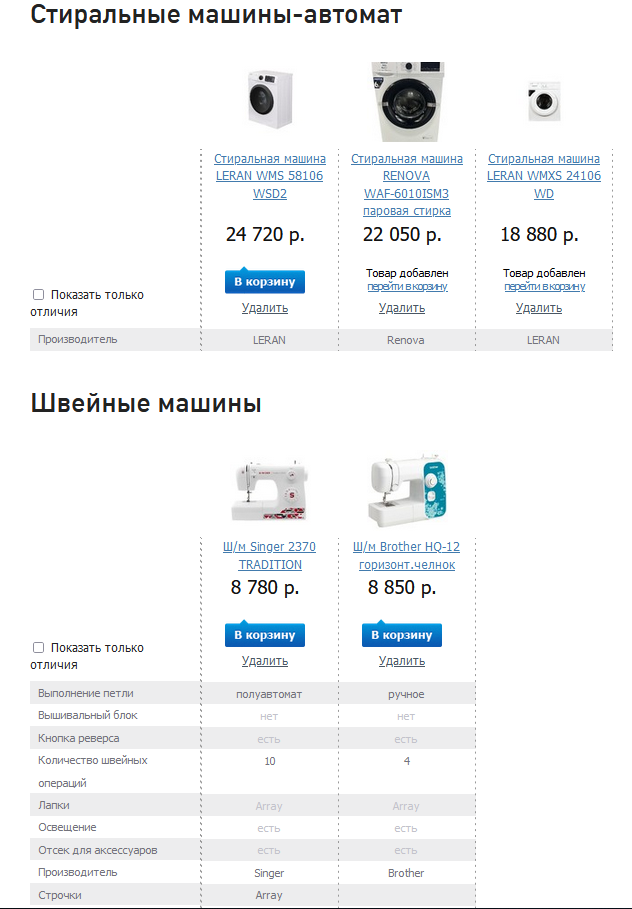 Стиральные машины-автомат
Стиральная машина
LERAN WMS 58106
WSD2
24 720 р.
В корзину
Удалить
Стиральная машина
RENOVA
WAF-6010ISM3
паровая стирка
22 050 р.
Товар добавлен
перейти в корзину
Удалить
Стиральная машина
LERAN WMXS 24106
WD
18 880 р.
Товар добавлен
перейти в корзину
Удалить
Показать только
отличия
Производитель LERAN Renova LERAN
Швейные машины
Ш/м Singer 2370
TRADITION
8 780 р.
В корзину
Удалить
Ш/м Brother HQ-12
горизонт.челнок
8 850 р.
В корзину
Удалить
Показать только
отличия
Выполнение петли полуавтомат ручное
Вышивальный блок нет нет
Кнопка реверса есть есть
Количество швейных 10 4
операций
Лапки Array Array
Освещение есть есть
Отсек для аксессуаров есть есть
Производитель Singer Brother
Строчки Array